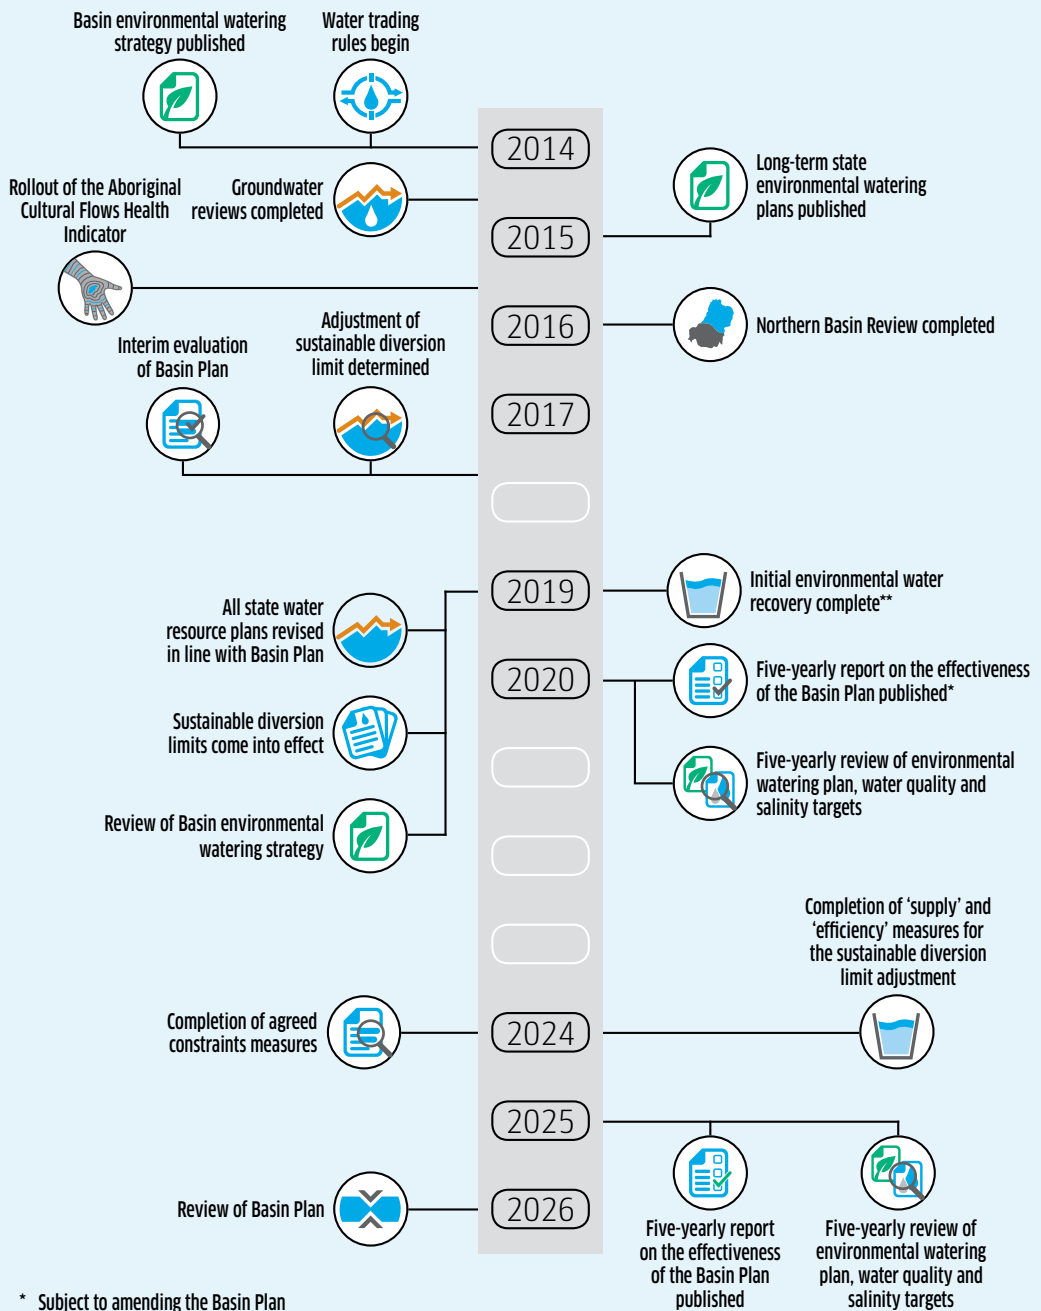 Basin environmental watering
strategy published
Water trading
rules begin
2014
Long-term state
environmental watering
plans published
Groundwater
reviews completed
Rollout of the Aboriginal
Cultural Flows Health
Indicator
2015
2016
Northern Basin Review completed
Interim evaluation
of Basin Plan
Adjustment of
sustainable diversion
limit determined
2017
2019
Initial environmental water
recovery complete**
All state water
resource plans revised
in line with Basin Plan
2020
Five-yearly report on the effectiveness
of the Basin Plan published*
Sustainable diversion
limits come into effect
Five-yearly review of environmental
watering plan, water quality and
salinity targets
Review of Basin environmental
watering strategy
Completion of ‘supply’ and
‘efficiency’ measures for
the sustainable diversion
limit adjustment
Completion of agreed
constraints measures
2024
2025
Review of Basin Plan
2026
Five-yearly report
on the effectiveness
of the Basin Plan
published
Five-yearly review of
environmental watering
plan, water quality and
salinity targets
* Subject to amending the Basin Plan